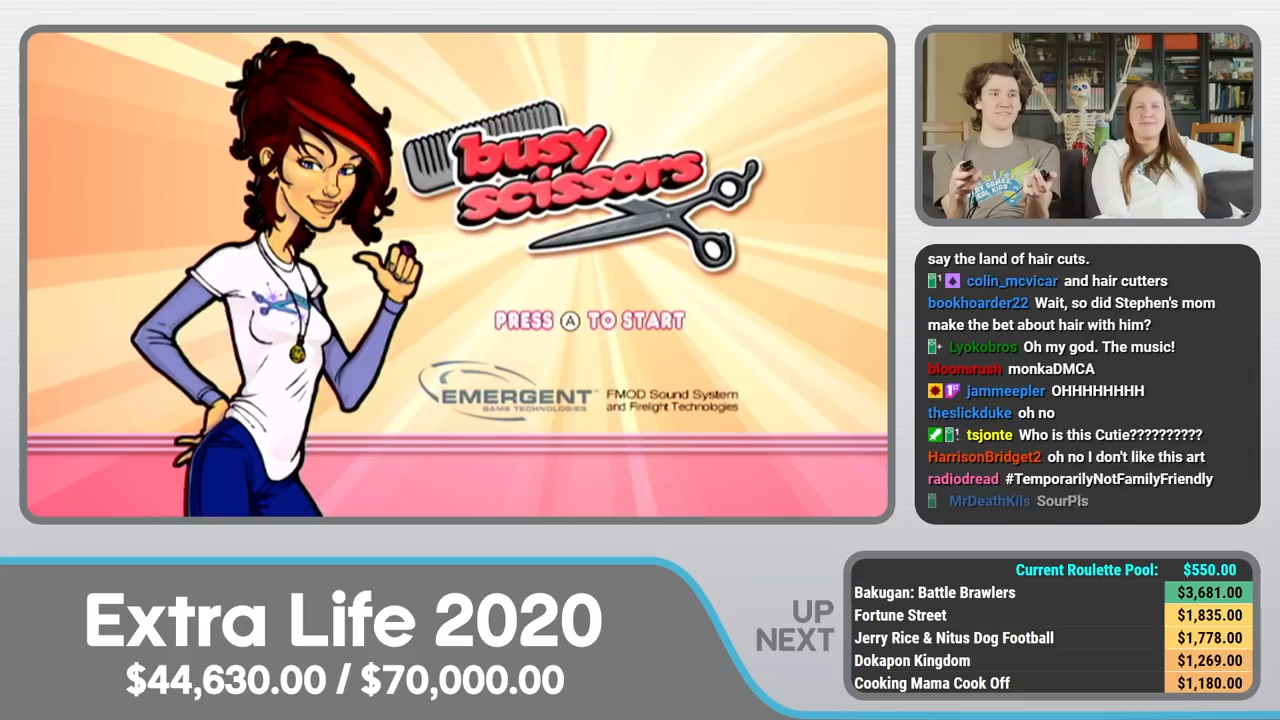 busy
scissors
PRESS A TO START
EMERGENT
GAME TECHNOLOGIES
FMOD Sound System
and Firelight Technologies
say the land of hair cuts.
colin_mcvicar and hair cutters
bookhoarder22 Wait, so did Stephen's mom
make the bet about hair with him?
Lyokobros Oh my god. The music!
bloonsrush monkaDMCA
jammeepler OHHHHHHHH
theslickduke oh no
tsjonte Who is this Cutie??????????
HarrisonBridget2 oh no I don't like this art
radiodread #TemporarilyNotFamilyFriendly
MrDeathKils SourPls
Extra Life 2020
$44,630.00 / $70,000.00
UP
NEXT
Current Roulette Pool: $550.00
Bakugan: Battle Brawlers $3,681.00
Fortune Street $1,835.00
Jerry Rice & Nitus Dog Football $1,778.00
Dokapon Kingdom $1,269.00
Cooking Mama Cook Off $1,180.00